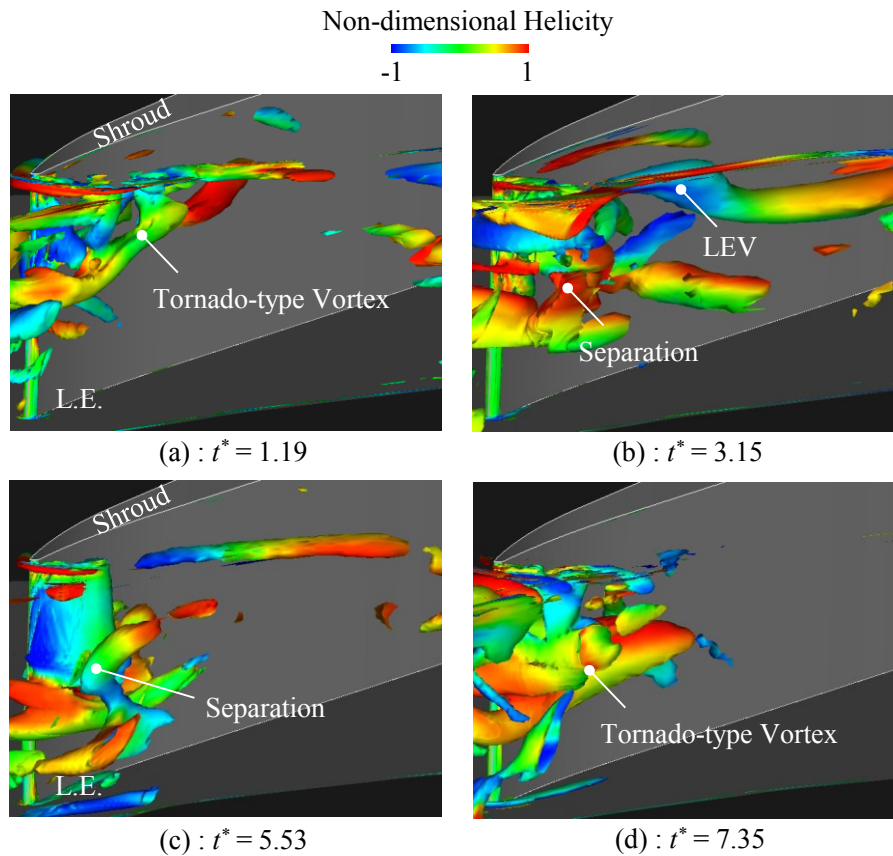 Non-dimensional Helicity
-1 1
Shroud
Tornado-type Vortex
L.E.
(a) : t* = 1.19
LEV
Separation
(b) : t* = 3.15
Shroud
Separation
L.E.
(c) : t* = 5.53
Tornado-type Vortex
(d) : t* = 7.35